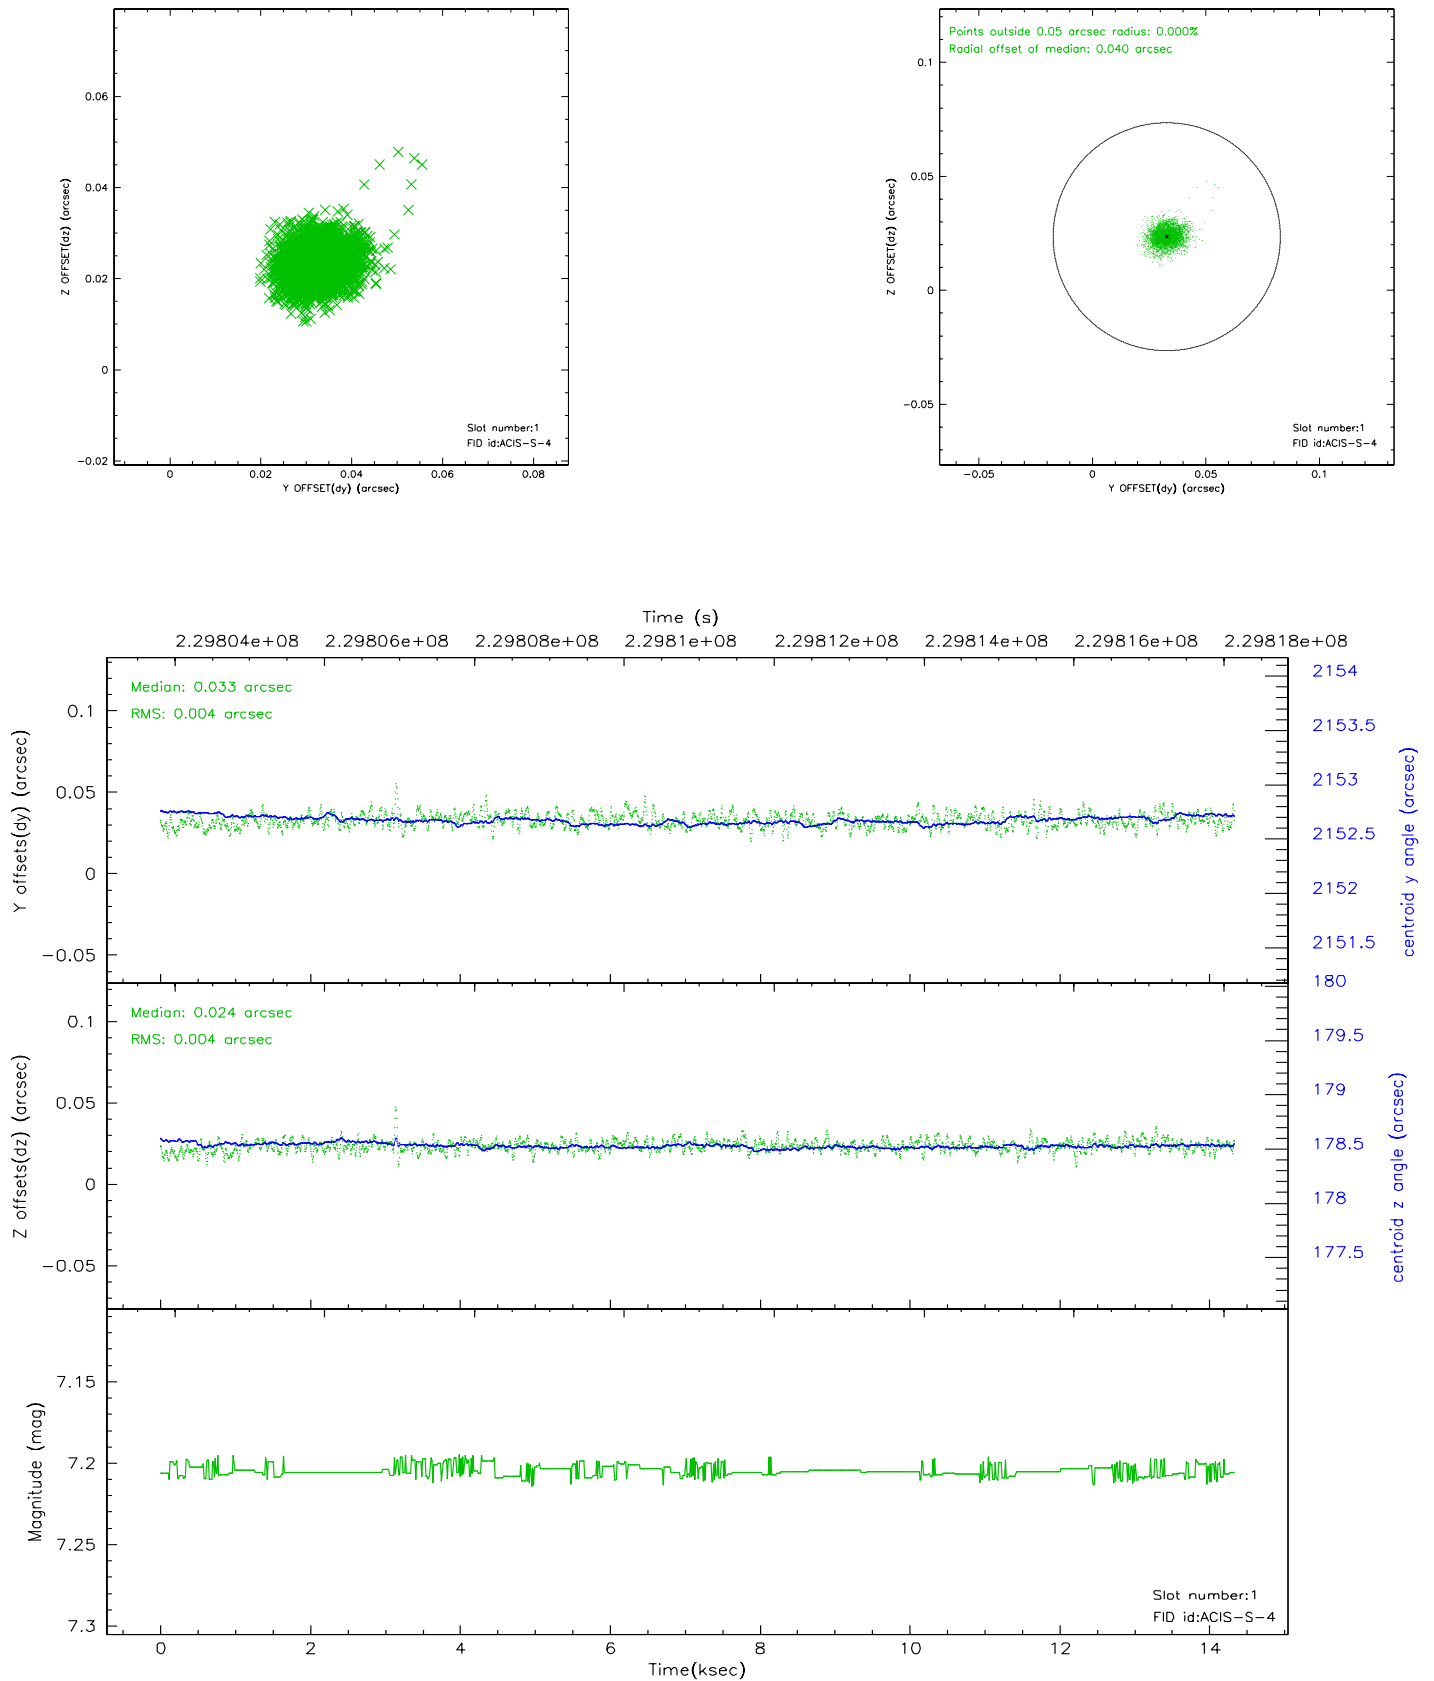 0.06
0.04
0.02
0
−0.02
Z OFFSET(dz) (arcsec)
Slot number:1
FID id:ACIS−S−4
0 0.02 0.04 0.06 0.08
Y OFFSET(dy) (arcsec)
Points outside 0.05 arcsec radius: 0.000%
Radial offset of median: 0.040 arcsec
0.1
0.05
0
−0.05
Z OFFSET(dz) (arcsec)
Slot number:1
FID id:ACIS−S−4
−0.05 0 0.05 0.1
Y OFFSET(dy) (arcsec)
Time (s)
2.29804e+08 2.29806e+08 2.29808e+08 2.2981e+08 2.29812e+08 2.29814e+08 2.29816e+08 2.29818e+08
Median: 0.033 arcsec
RMS: 0.004 arcsec
0.1
0.05
0
−0.05
Y offsets(dy) (arcsec)
2154
2153.5
2153
2152.5
2152
2151.5
centroid y angle (arcsec)
Median: 0.024 arcsec
RMS: 0.004 arcsec
0.1
0.05
0
−0.05
Z offsets(dz) (arcsec)
180
179.5
179
178.5
178
177.5
centroid z angle (arcsec)
7.15
7.2
7.25
7.3
Magnitude (mag)
Slot number:1
FID id:ACIS−S−4
0 2 4 6 8 10 12 14
Time(ksec)